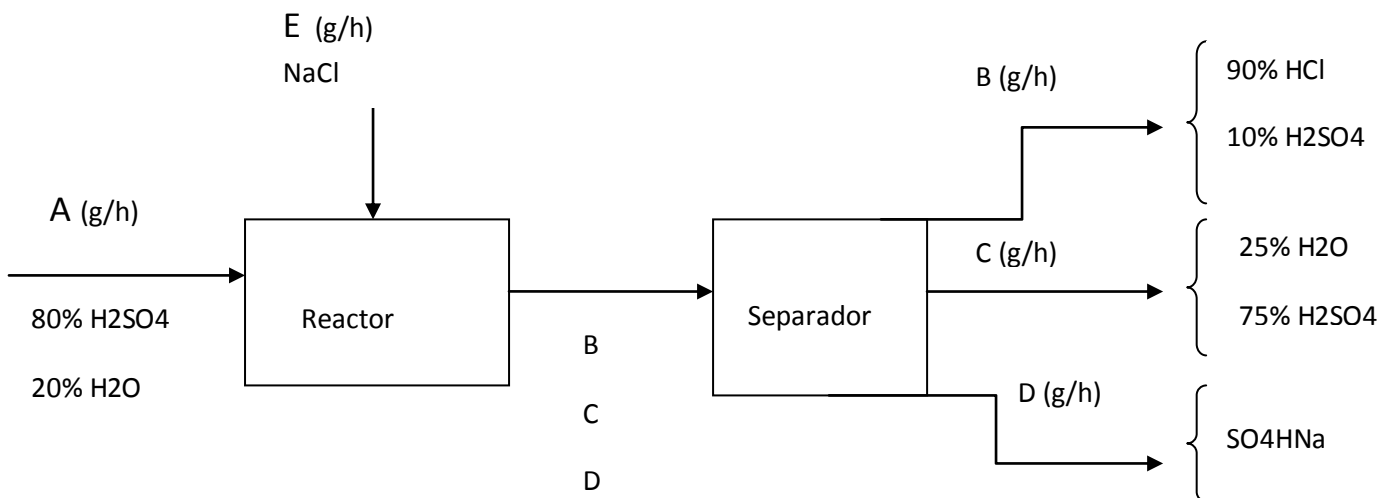 E (g/h)
NaCl
B (g/h)
90% HCl
10% H2SO4
A (g/h)
C (g/h)
25% H2O
80% H2SO4
Reactor
Separador
75% H2SO4
B
20% H2O
D (g/h)
C
SO4HNa
D